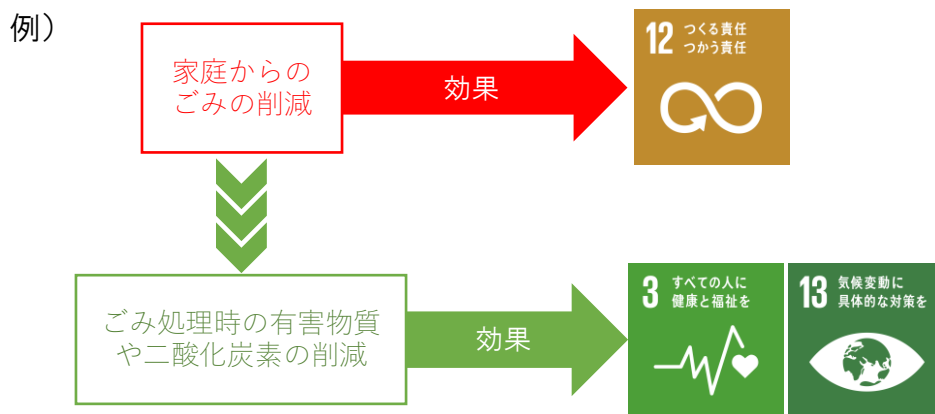 例）
家庭からの
ごみの削減
効果
12 つくる責任
つかう責任
ごみ処理時の有害物質
や二酸化炭素の削減
効果
3 すべての人に
健康と福祉を
13 気候変動に
具体的な対策を